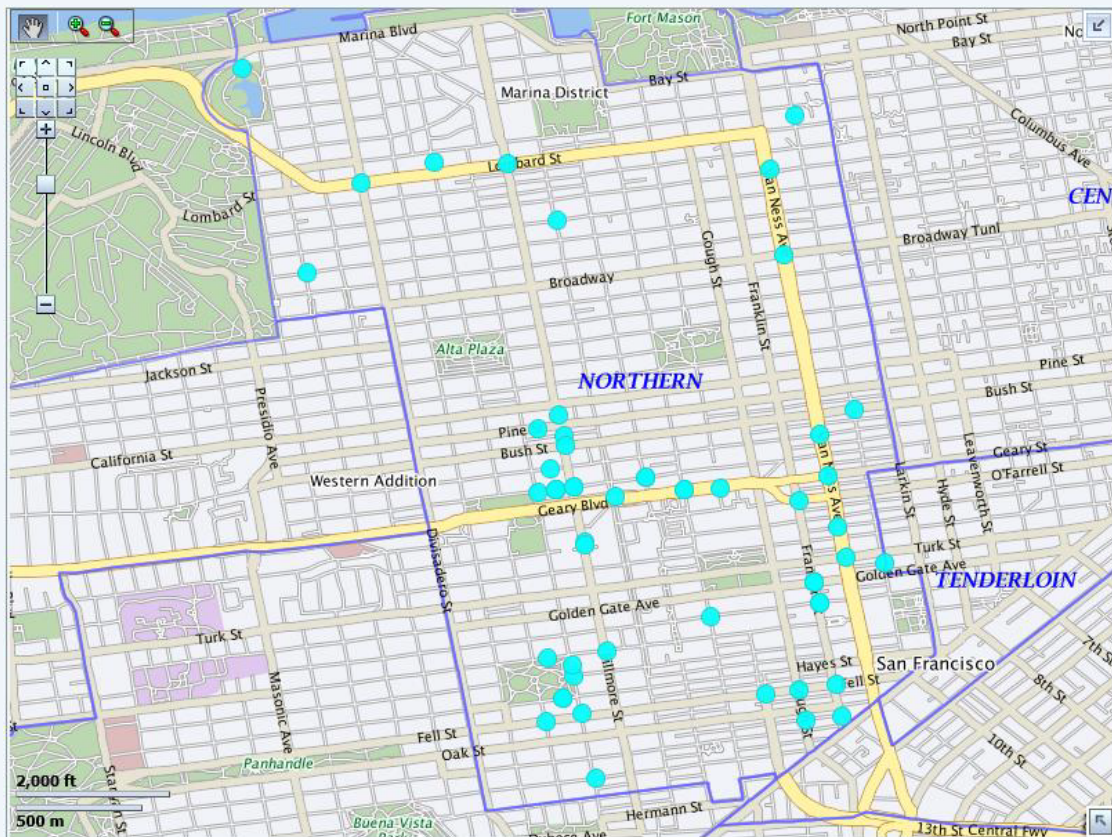 Fort Mason
North Point St
Bay St
Marina Blvd
Bay St
Marina District
Columbus Ave
Lincoln Blvd
Lombard St
Lombard St
CEN
Broadway Tunl
Gough St
Broadway
Franklin St
Alta Plaza
Jackson St
NORTHERN
Pine St
Bush St
Presidio Ave
Pine
Bush St
California St
Geary St
O'Farrell St
Western Addition
Larkin St
Hyde St
Leavenworth St
Geary Blvd
Divisadero St
Turk St
Golden Gate Ave
TENDERLOIN
Golden Gate Ave
Turk St
Hayes St
San Francisco
Fell St
7th St
8th St
Masonic Ave
Fell St
Oak St
10th St
Panhandle
2,000 ft
500 m
Hermann St
Buena Vista
13th St Central Fwy